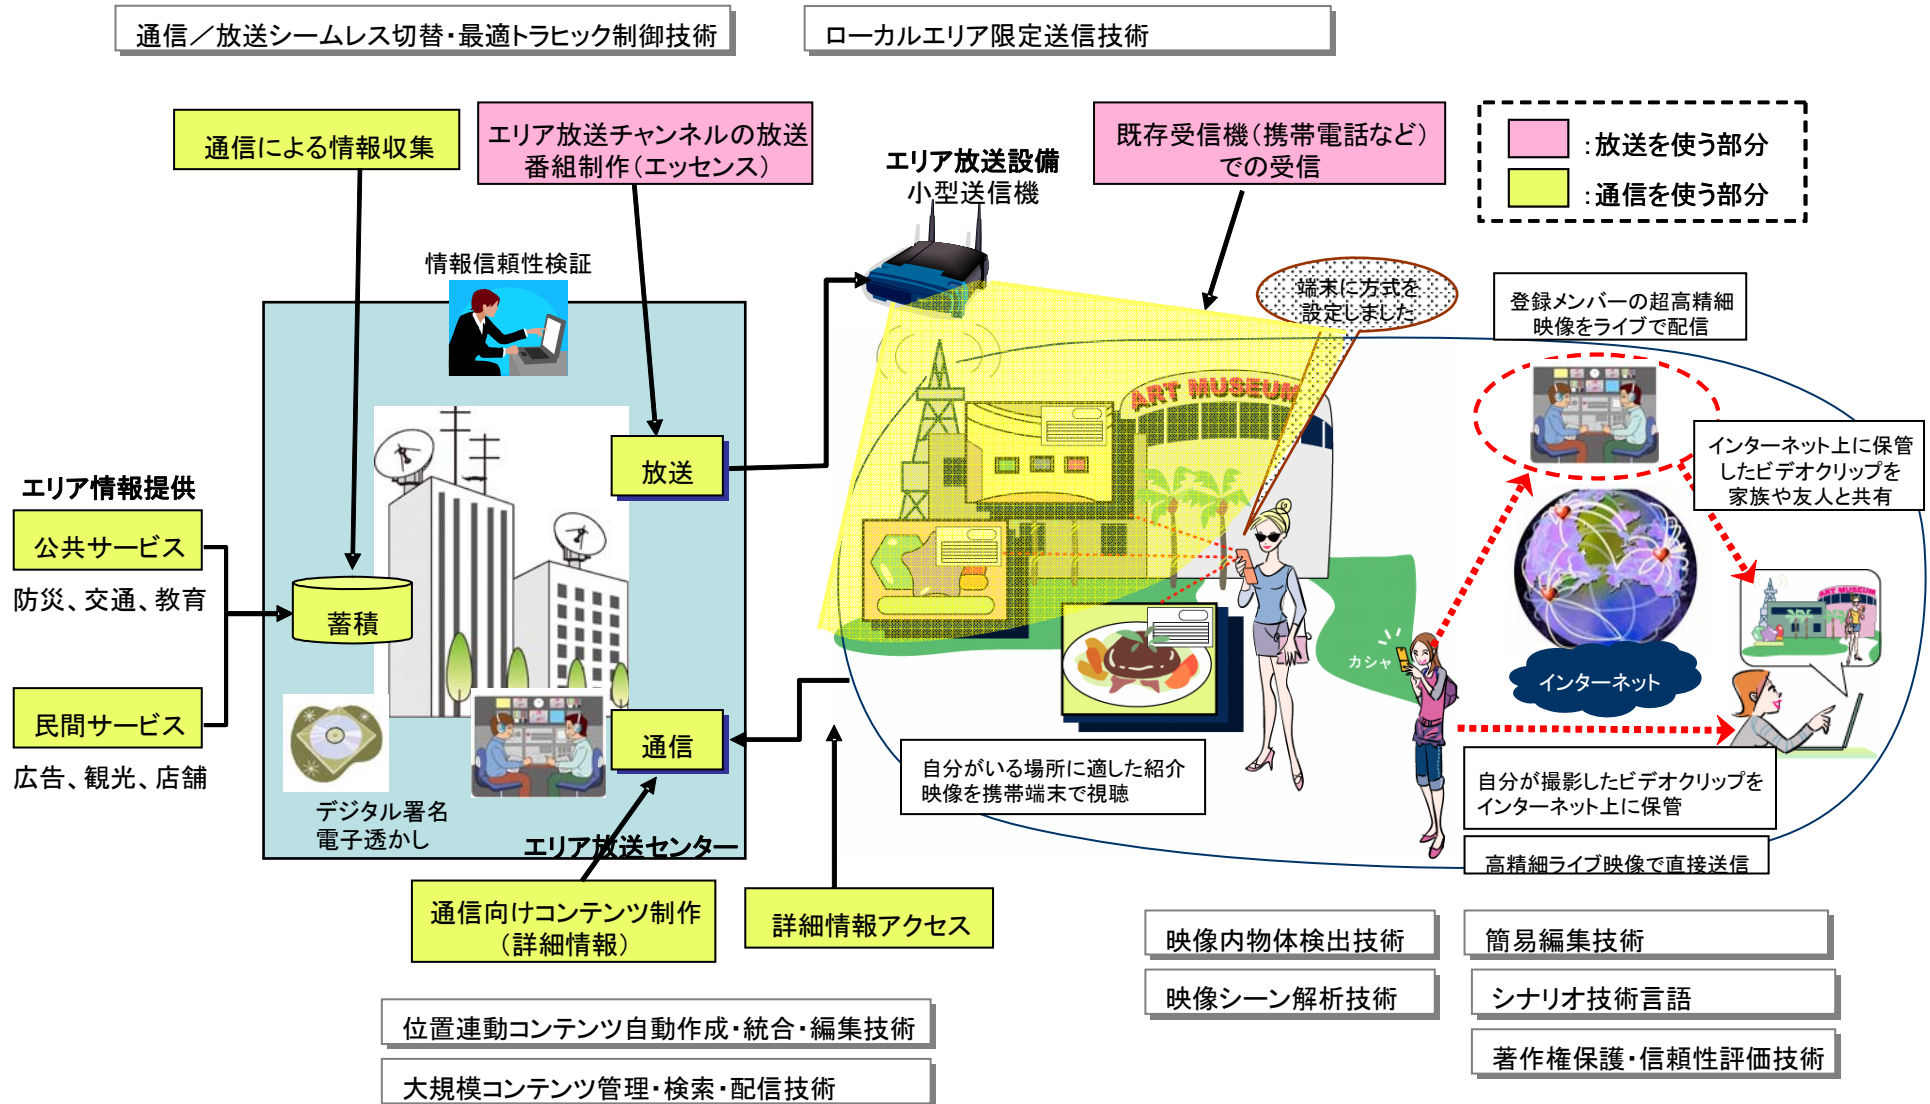 通信／放送シームレス切替・最適トラヒック制御技術
ローカルエリア限定送信技術
通信による情報収集
エリア放送チャンネルの放送
番組制作（エッセンス）
エリア放送設備
小型送信機
既存受信機（携帯電話など）
での受信
：放送を使う部分
：通信を使う部分
情報信頼性検証
端末に方式を
設定しました
登録メンバーの超高精細
映像をライブで配信
ART MUSEUM
放送
インターネット上に保管
したビデオクリップを
家族や友人と共有
エリア情報提供
公共サービス
防災、交通、教育
蓄積
ART MUSEUM
カシャ
インターネット
民間サービス
広告、観光、店舗
通信
自分がいる場所に適した紹介
映像を携帯端末で視聴
自分が撮影したビデオクリップを
インターネット上に保管
デジタル署名
電子透かし
エリア放送センター
高精細ライブ映像で直接送信
通信向けコンテンツ制作
（詳細情報）
詳細情報アクセス
映像内物体検出技術
簡易編集技術
映像シーン解析技術
シナリオ技術言語
位置連動コンテンツ自動作成・統合・編集技術
著作権保護・信頼性評価技術
大規模コンテンツ管理・検索・配信技術